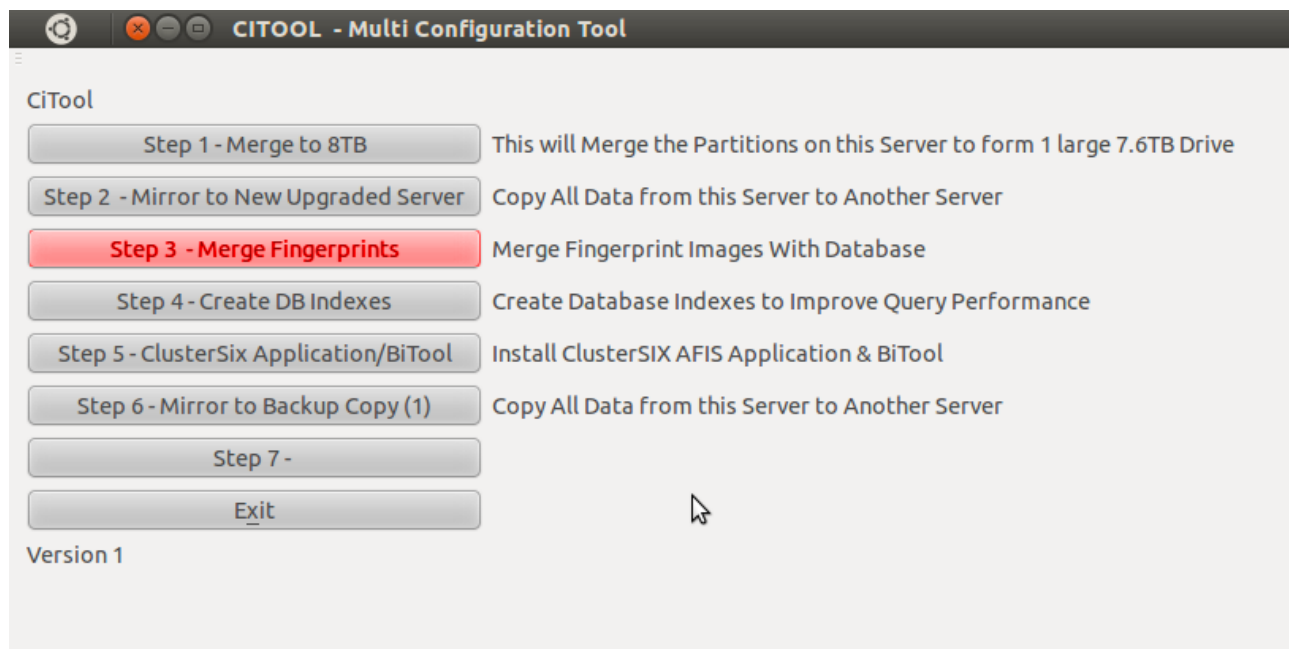 CITOOL - Multi Configuration Tool
CiTool
Step 1 - Merge to 8TB This will Merge the Partitions on this Server to form 1 large 7.6TB Drive
Step 2 - Mirror to New Upgraded Server Copy All Data from this Server to Another Server
Step 3 - Merge Fingerprints Merge Fingerprint Images With Database
Step 4 - Create DB Indexes Create Database Indexes to Improve Query Performance
Step 5 - ClusterSix Application/BiTool Install ClusterSIX AFIS Application & BiTool
Step 6 - Mirror to Backup Copy (1) Copy All Data from this Server to Another Server
Step 7 -
Exit
Version 1